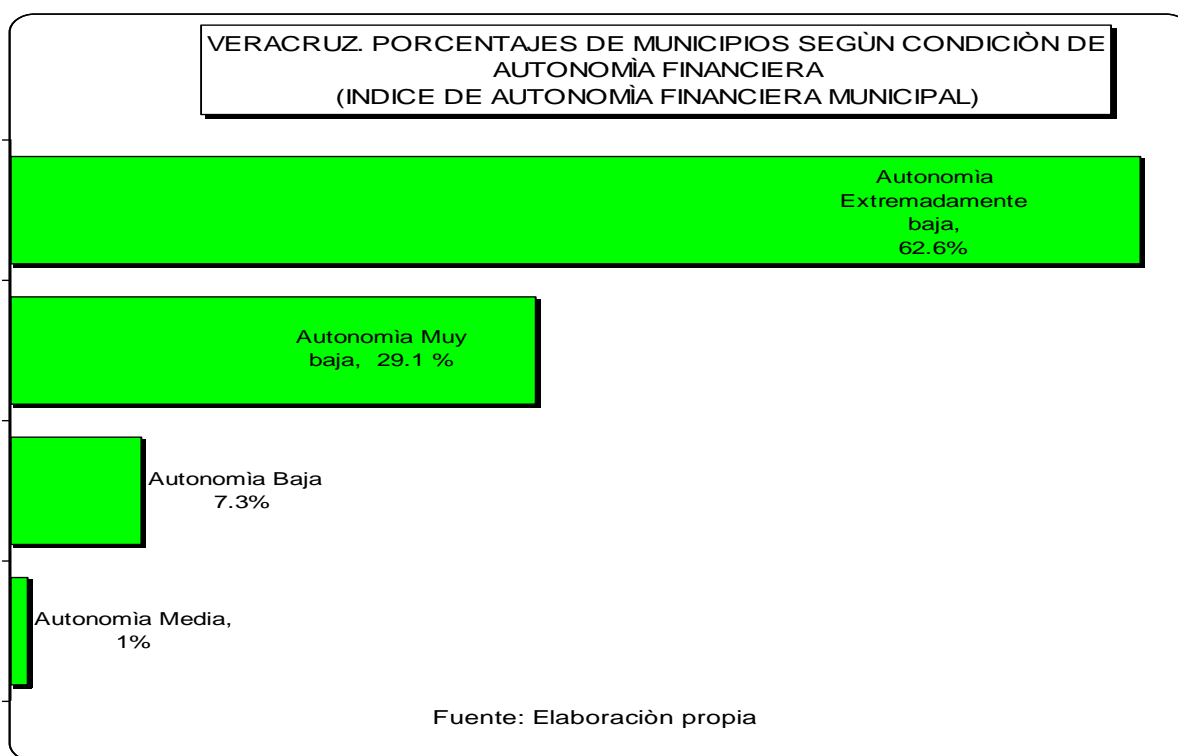 VERACRUZ. PORCENTAJES DE MUNICIPIOS SEGÙN CONDICIÒN DE
AUTONOMÌA FINANCIERA
(INDICE DE AUTONOMÌA FINANCIERA MUNICIPAL)
Autonomìa
Extremadamente
baja,
62.6%
Autonomìa Muy
baja,  29.1 %
Autonomìa Baja
7.3%
Autonomìa Media,
1%
Fuente: Elaboraciòn propia